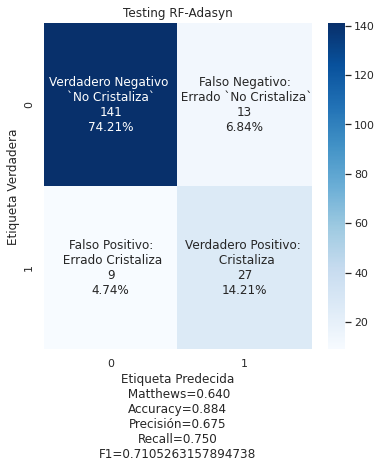 Testing RF-Adasyn
Verdadero Negativo
`No Cristaliza`
141
74.21%
Falso Negativo:
Errado `No Cristaliza`
13
6.84%
Falso Positivo:
Errado Cristaliza
9
4.74%
Verdadero Positivo:
Cristaliza
27
14.21%
0
1
Etiqueta Verdadera
0
1
Etiqueta Predecida
Matthews=0.640
Accuracy=0.884
Precisión=0.675
Recall=0.750
F1=0.7105263157894738
140
120
100
80
60
40
20